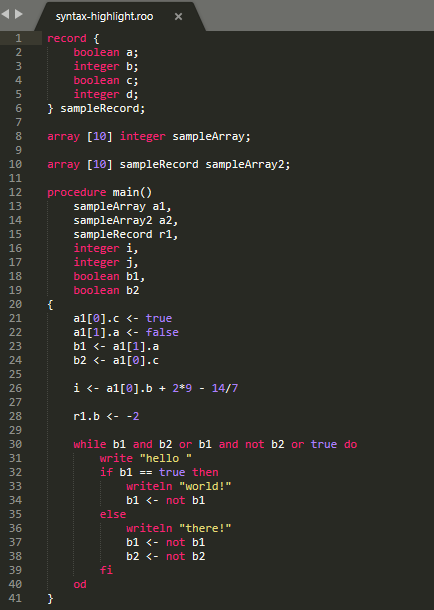 syntax-highlight.roo ×
1 record {
2     boolean a;
3     integer b;
4     boolean c;
5     integer d;
6 } sampleRecord;
7
8 array [10] integer sampleArray;
9
10 array [10] sampleRecord sampleArray2;
11
12 procedure main()
13     sampleArray a1,
14     sampleArray2 a2,
15     sampleRecord r1,
16     integer i,
17     integer j,
18     boolean b1,
19     boolean b2
20 {
21     a1[0].c <- true
22     a1[1].a <- false
23     b1 <- a1[1].a
24     b2 <- a1[0].c
25
26     i <- a1[0].b + 2*9 - 14/7
27
28     r1.b <- -2
29
30     while b1 and b2 or b1 and not b2 or true do
31         write "hello "
32         if b1 == true then
33             writeln "world!"
34             b1 <- not b1
35         else
36             writeln "there!"
37             b1 <- not b1
38             b2 <- not b2
39         fi
40     od
41 }